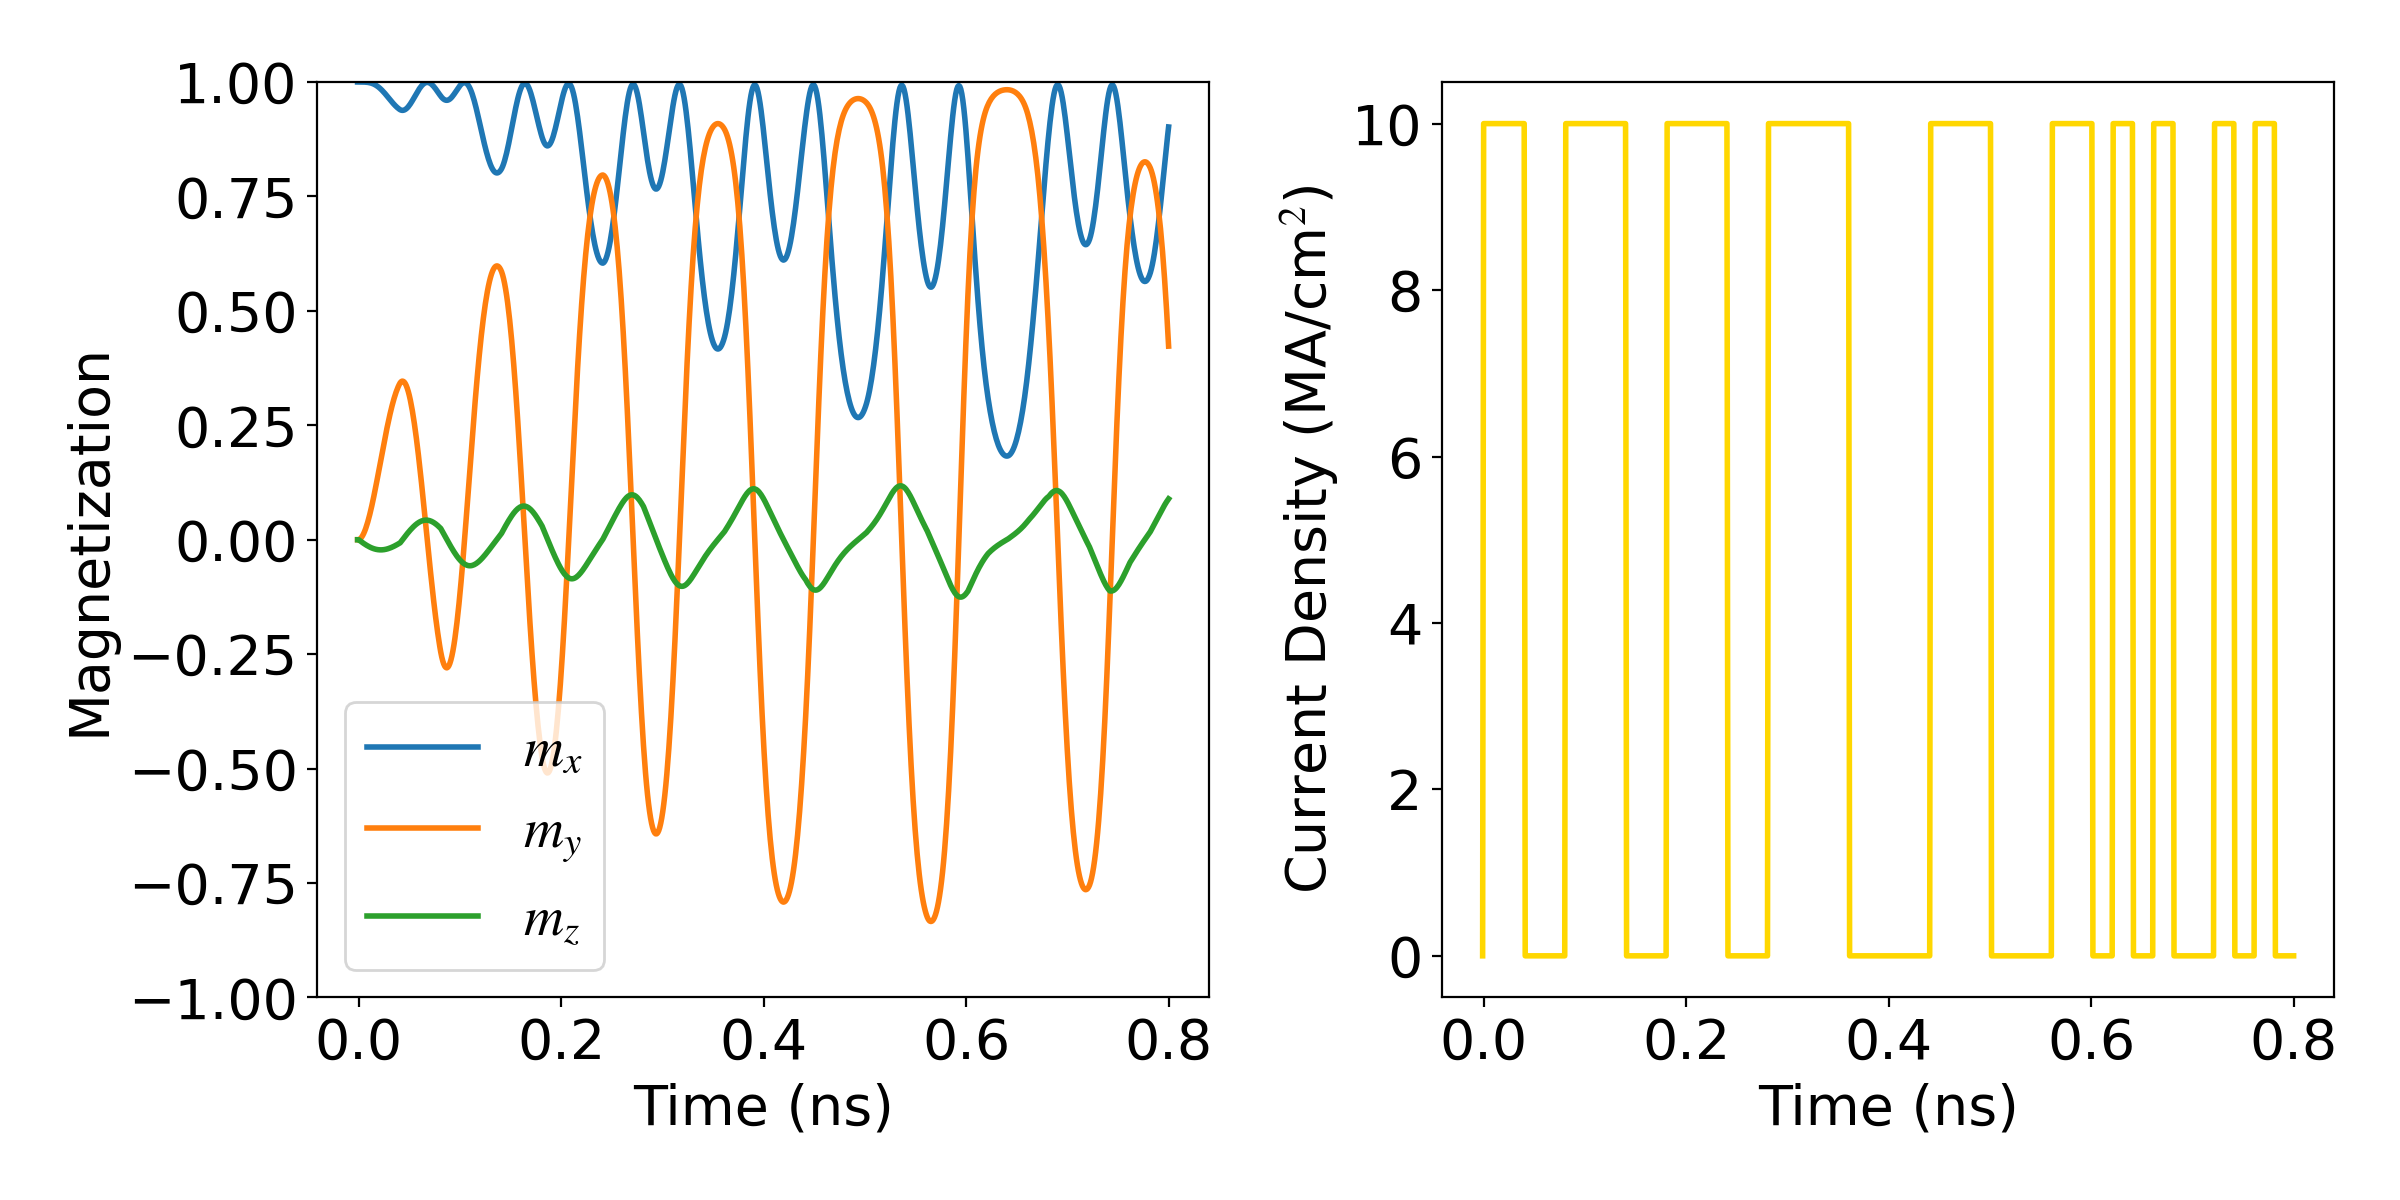 1.00
0.75
0.50
0.25
0.00
−0.25
−0.50
−0.75
−1.00
Magnetization
m_x
m_y
m_z
0.0 0.2 0.4 0.6 0.8
Time (ns)
10
8
6
4
2
0
Current Density (MA/cm²)
0.0 0.2 0.4 0.6 0.8
Time (ns)